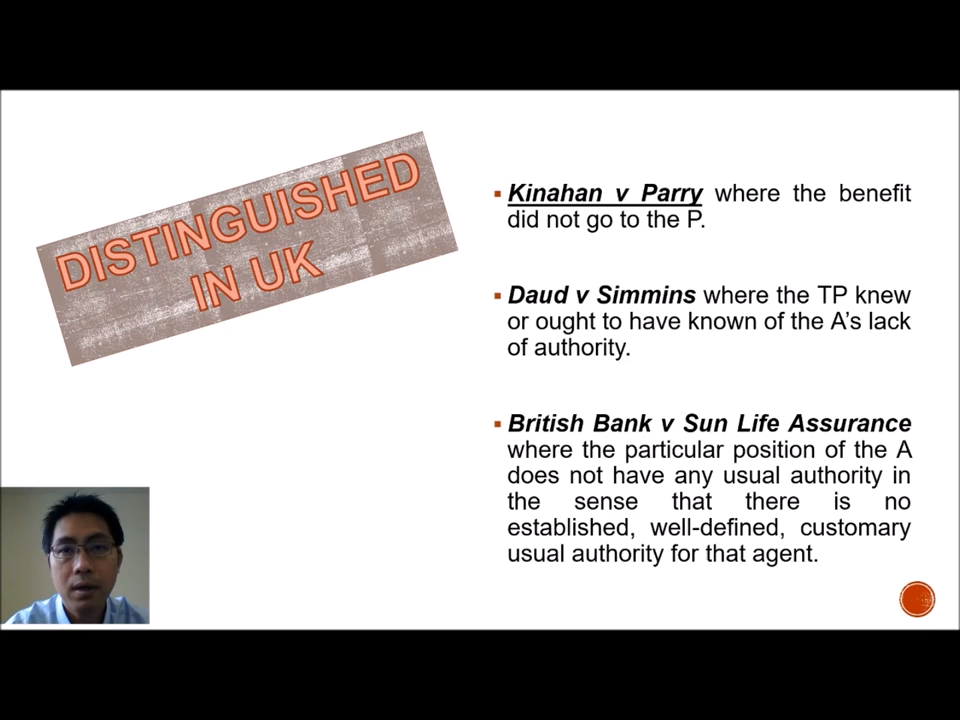 DISTINGUISHED
IN UK
▪ Kinahan v Parry where the benefit
did not go to the P.
▪ Daud v Simmins where the TP knew
or ought to have known of the A’s lack
of authority.
▪ British Bank v Sun Life Assurance
where the particular position of the A
does not have any usual authority in
the sense that there is no
established, well-defined, customary
usual authority for that agent.